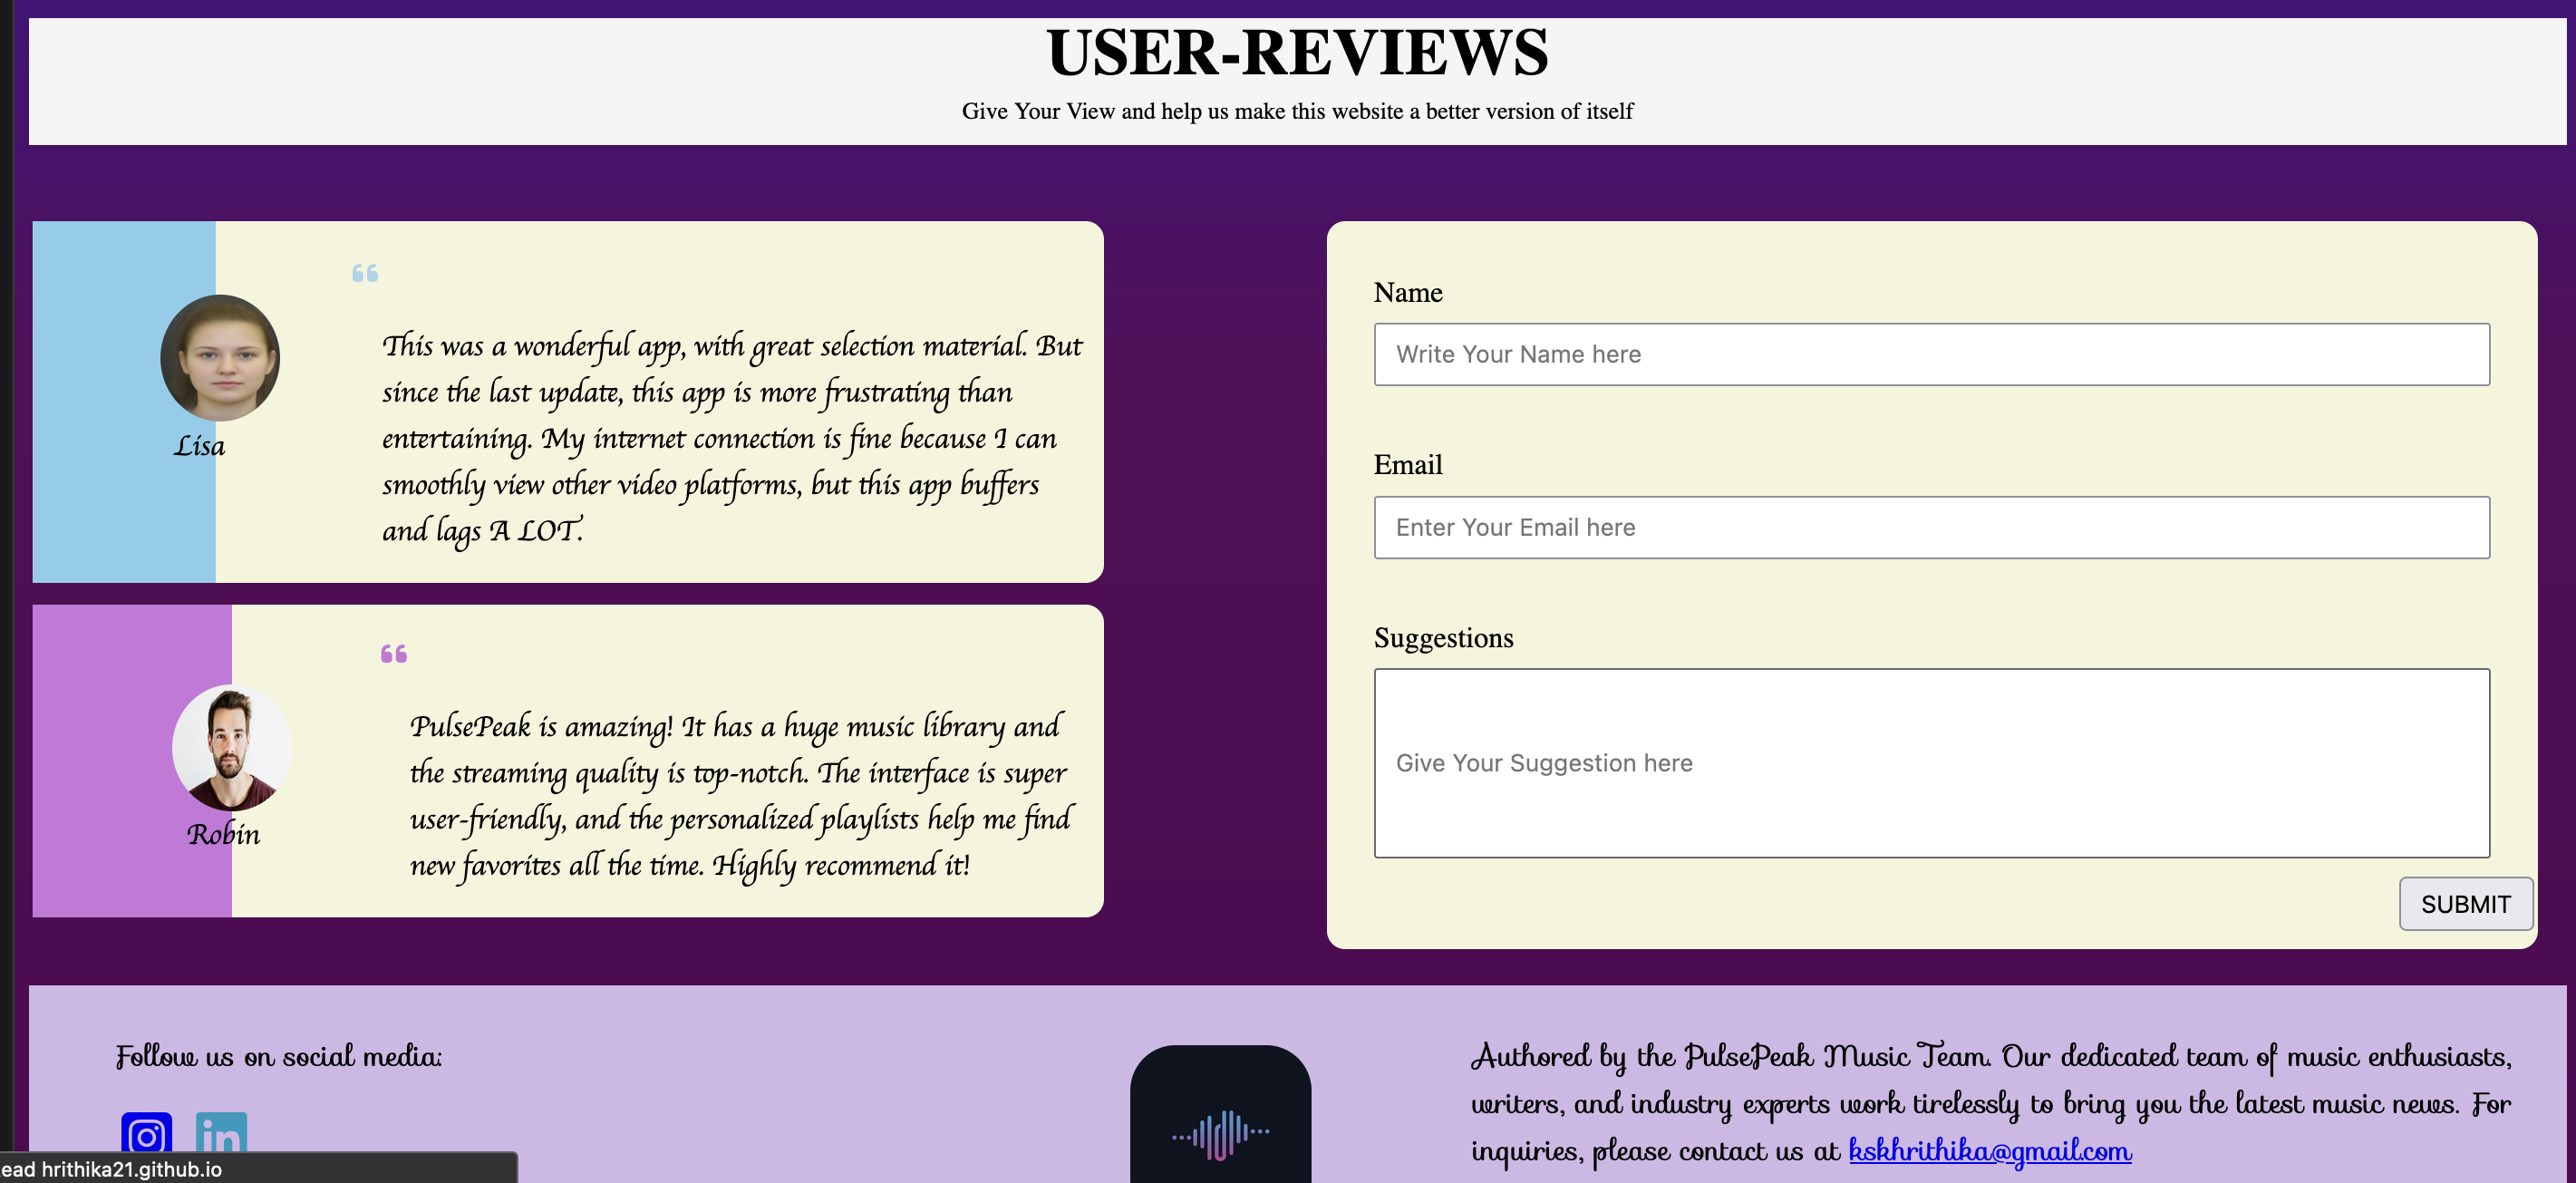 USER-REVIEWS
Give Your View and help us make this website a better version of itself
“
This was a wonderful app, with great selection material. But
since the last update, this app is more frustrating than
entertaining. My internet connection is fine because I can
smoothly view other video platforms, but this app buffers
and lags A LOT.
Lisa
“
PulsePeak is amazing! It has a huge music library and
the streaming quality is top-notch. The interface is super
user-friendly, and the personalized playlists help me find
new favorites all the time. Highly recommend it!
Robin
Name
Write Your Name here
Email
Enter Your Email here
Suggestions
Give Your Suggestion here
SUBMIT
Follow us on social media:
in
Authored by the PulsePeak Music Team. Our dedicated team of music enthusiasts,
writers, and industry experts work tirelessly to bring you the latest music news. For
inquiries, please contact us at kskhrithika@gmail.com
ead hrithika21.github.io